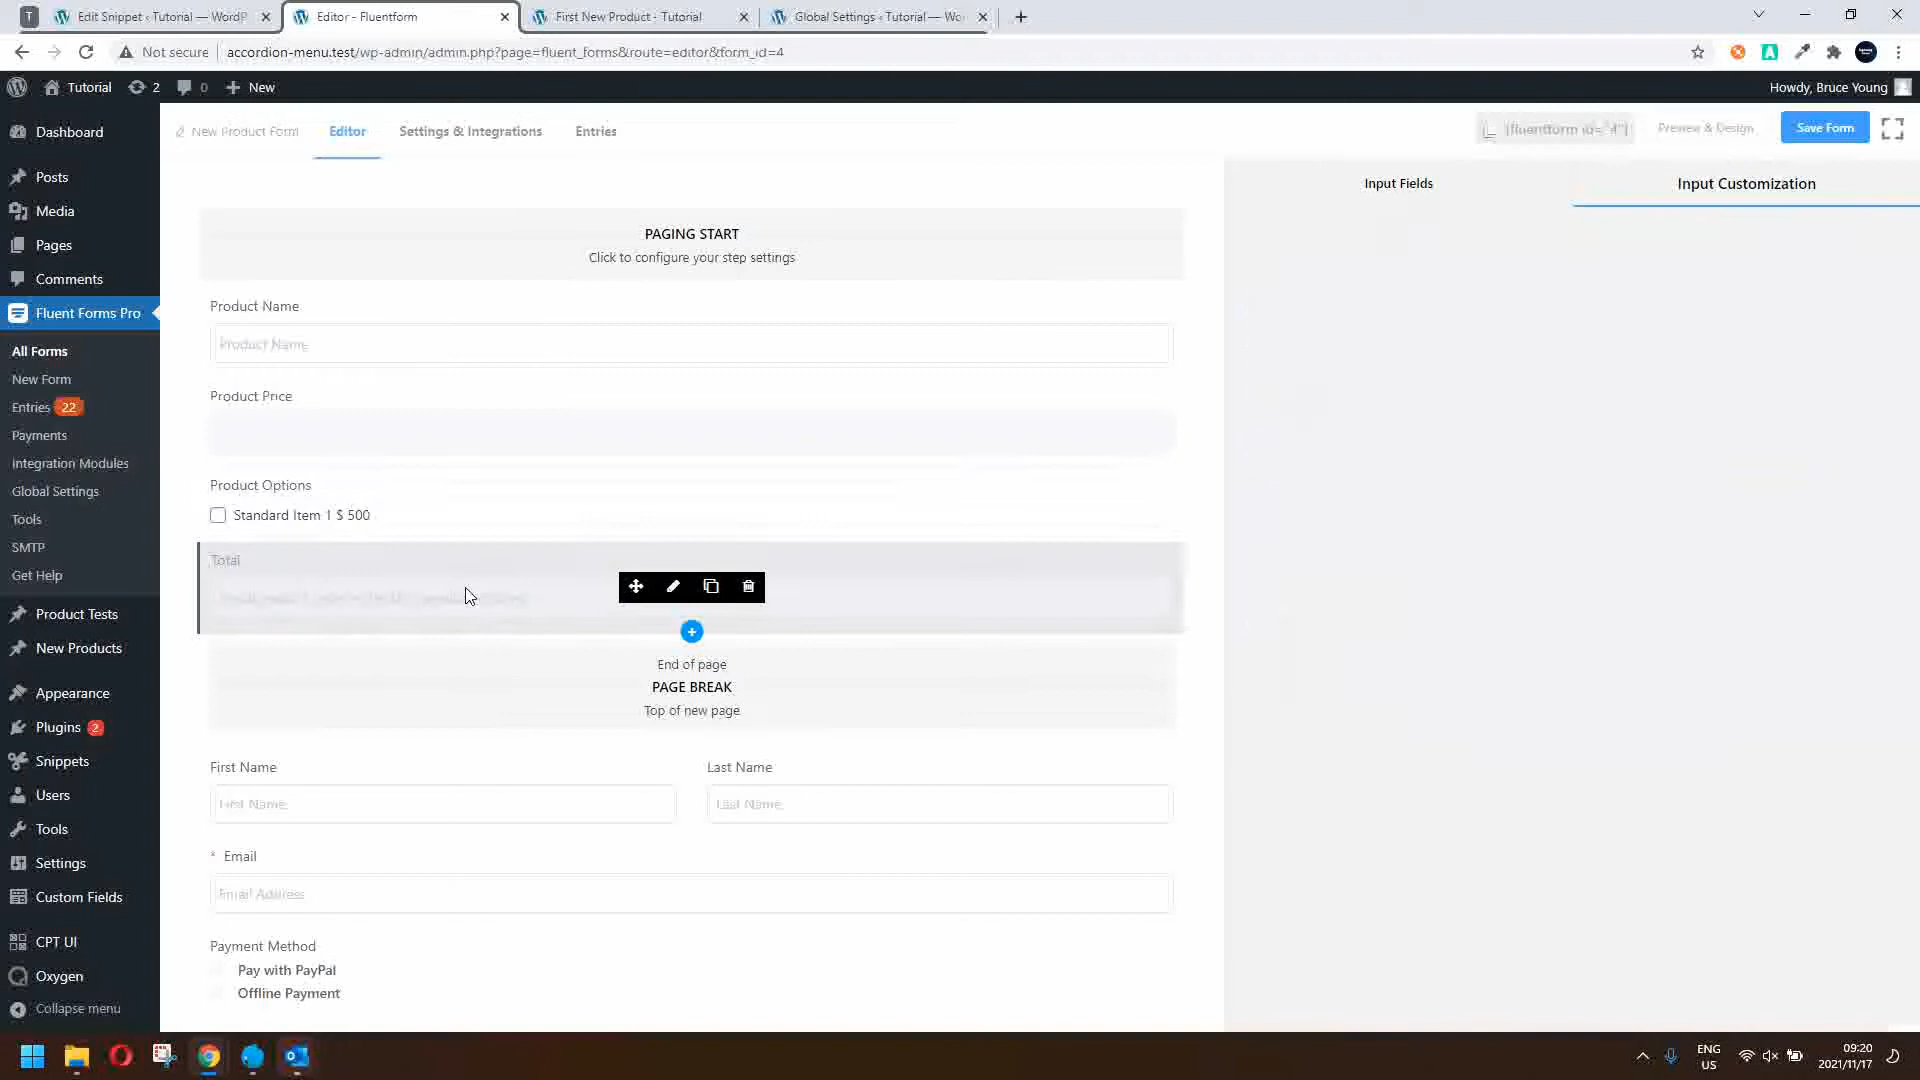 T
Edit Snippet ‹ Tutorial — WordP
Editor - Fluentform
First New Product - Tutorial
Global Settings ‹ Tutorial — Wo
Not secure
accordion-menu.test/wp-admin/admin.php?page=fluent_forms&route=editor&form_id=4
Tutorial
2
0
New
Howdy, Bruce Young
Dashboard
Posts
Media
Pages
Comments
Fluent Forms Pro
All Forms
New Form
Entries 22
Payments
Integration Modules
Global Settings
Tools
SMTP
Get Help
Product Tests
New Products
Appearance
Plugins 2
Snippets
Users
Tools
Settings
Custom Fields
CPT UI
Oxygen
Collapse menu
New Product Form
Editor
Settings & Integrations
Entries
[fluentform id="4"]
Preview & Design
Save Form
Input Fields
Input Customization
PAGING START
Click to configure your step settings
Product Name
Product Name
Product Price
Product Options
Standard Item 1 $ 500
Total
End of page
PAGE BREAK
Top of new page
First Name
Last Name
First Name
Last Name
* Email
Email Address
Payment Method
Pay with PayPal
Offline Payment
ENG
US
09:20
2021/11/17